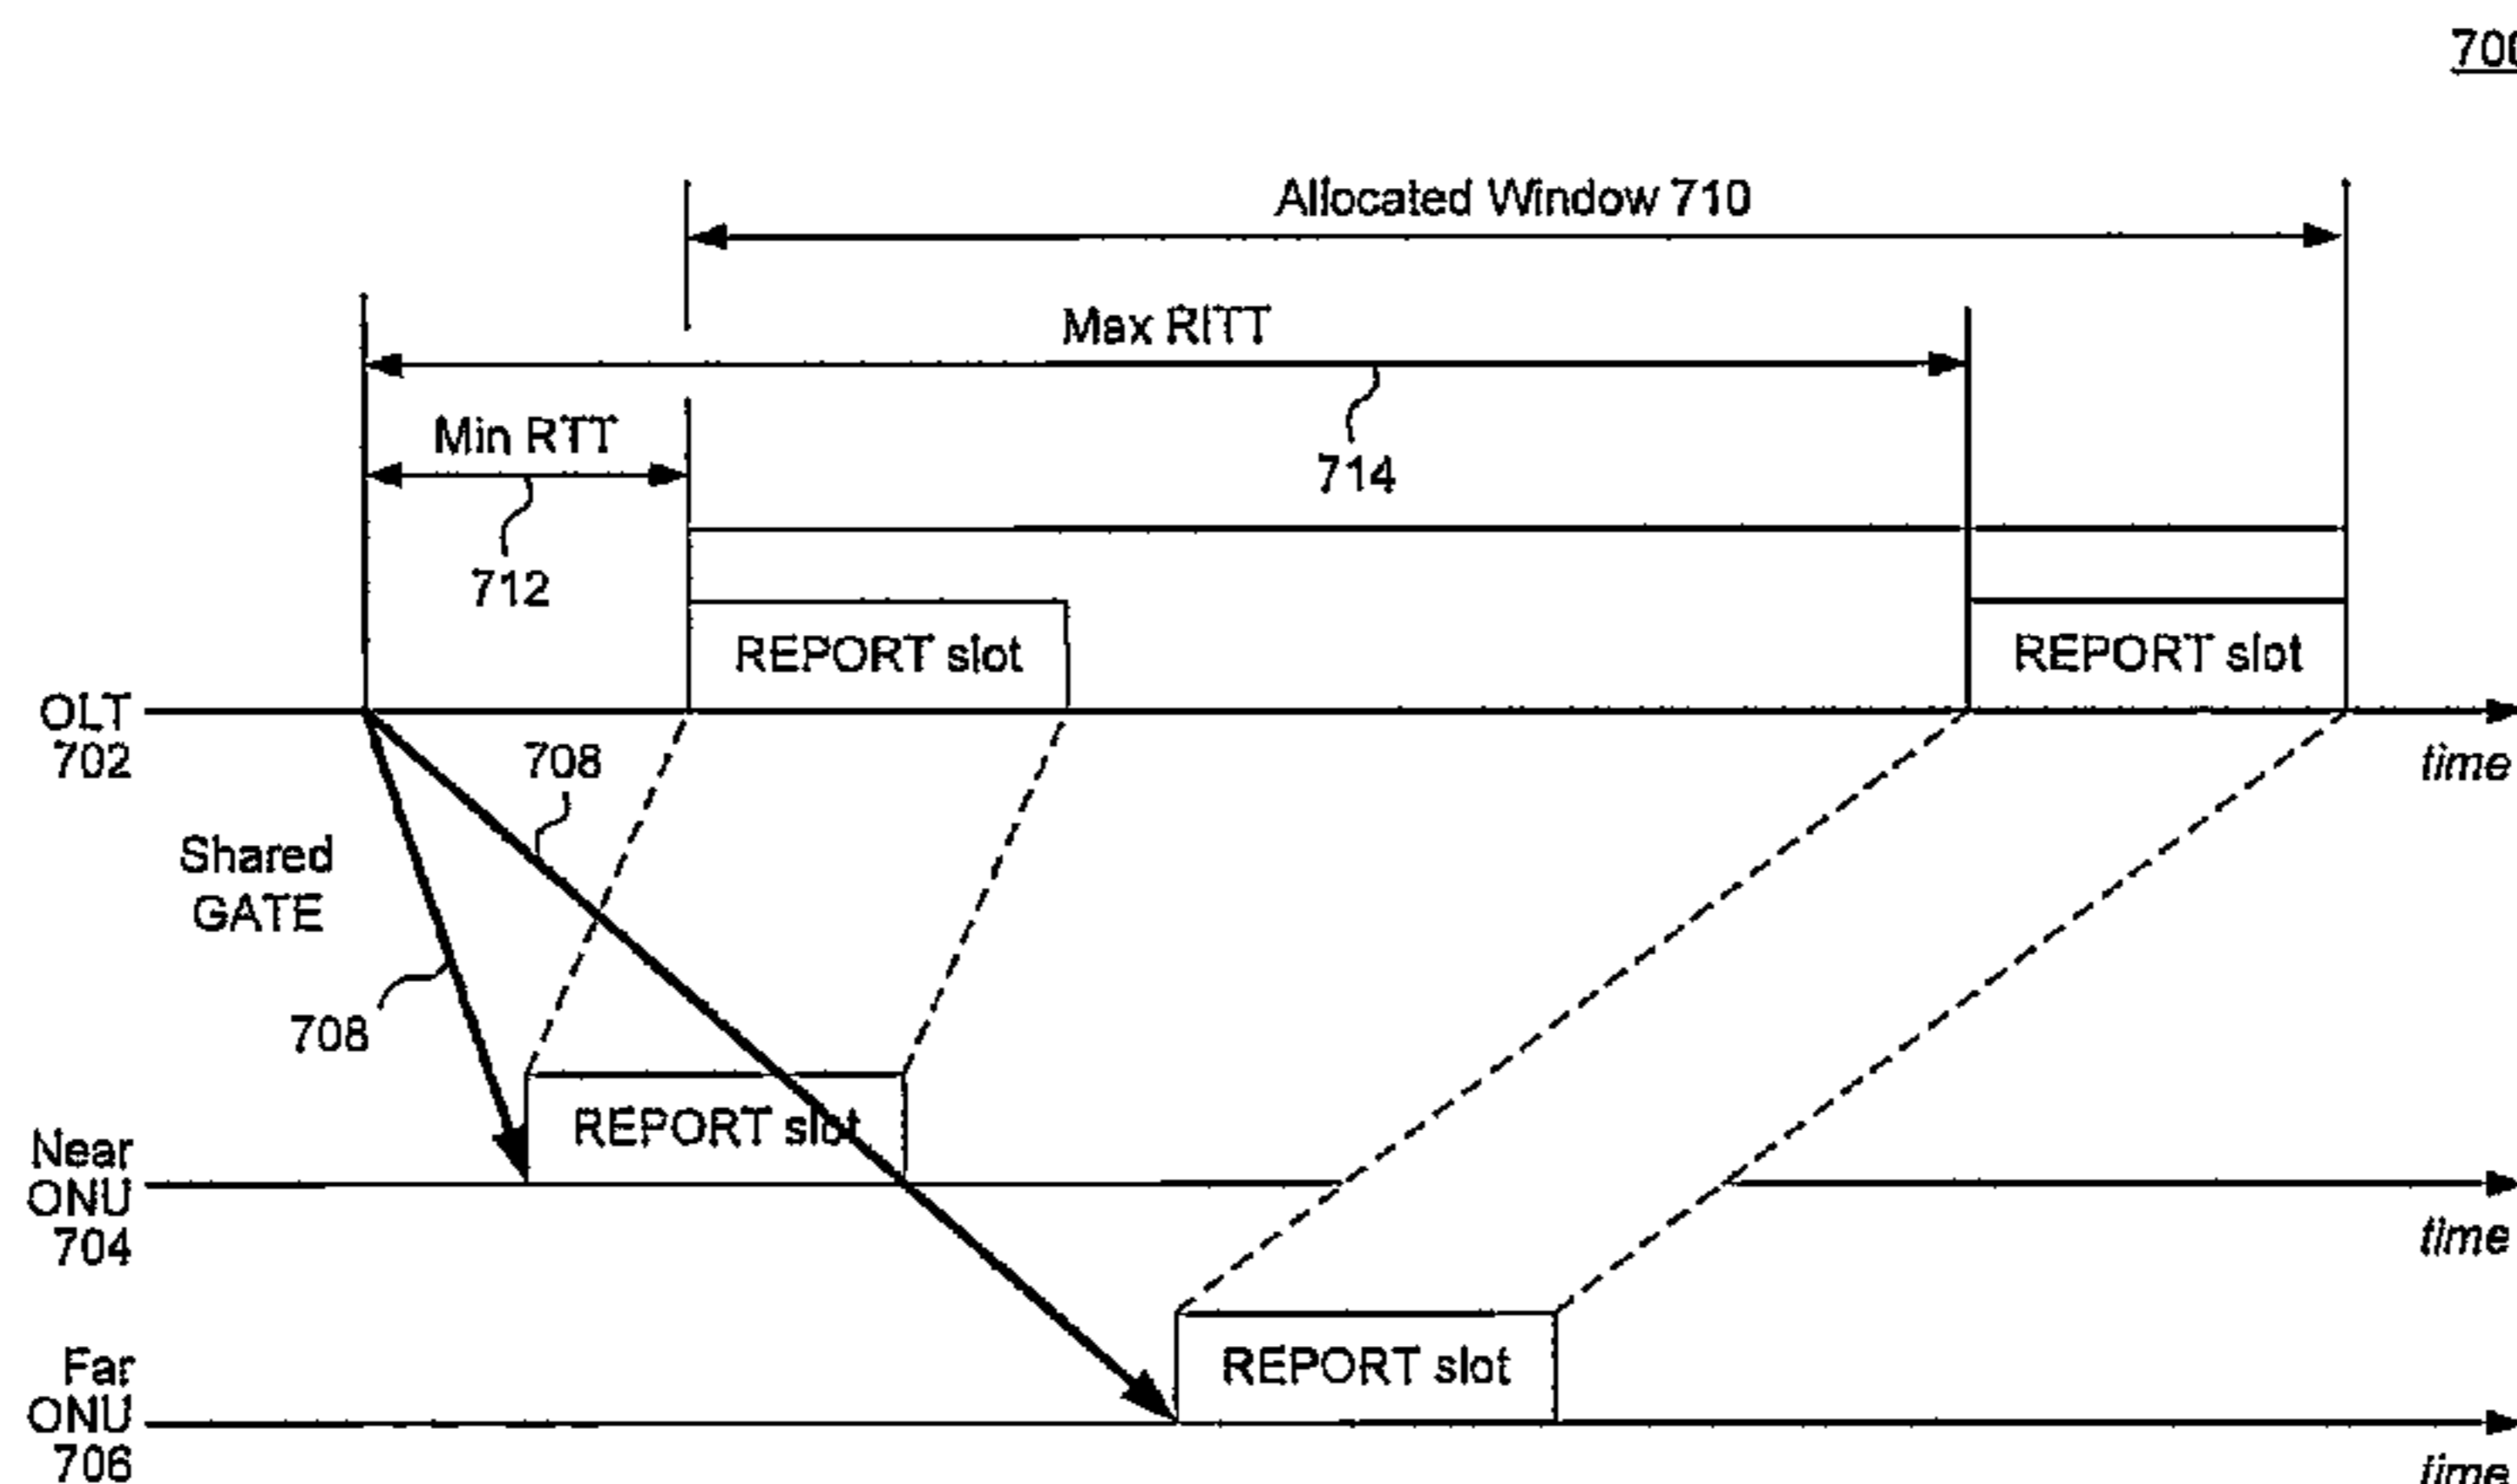 700
Allocated Window 710
Max RITT
Min RTT
714
712
REPORT slot
REPORT slot
OLT
702
time
708
Shared
GATE
708
REPORT slot
Near
ONU
704
time
REPORT slot
Far
ONU
706
time